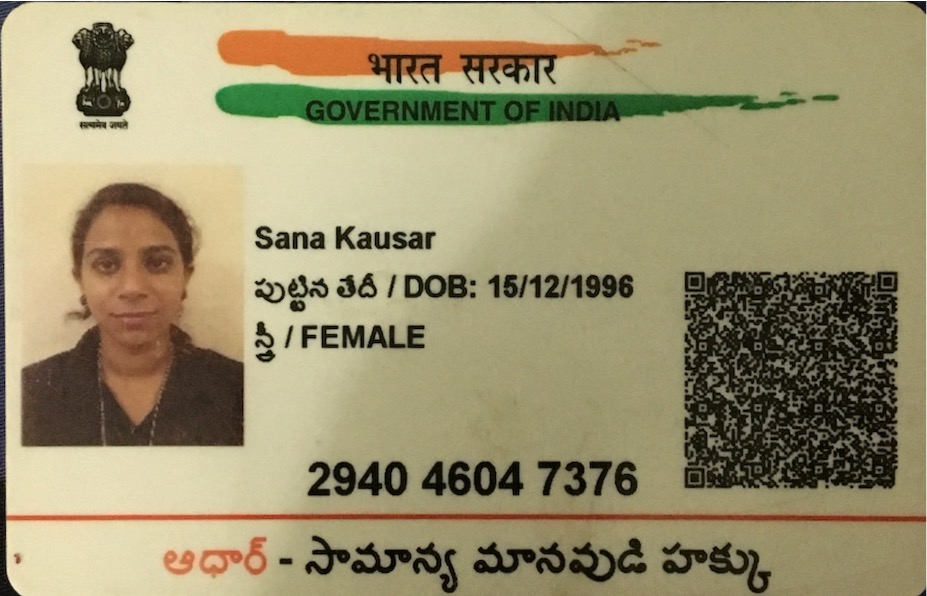 भारत सरकार
GOVERNMENT OF INDIA
सत्यमेव जयते
Sana Kausar
పుట్టిన తేదీ / DOB: 15/12/1996
స్త్రీ / FEMALE
2940 4604 7376
ఆధార్ - సామాన్య మానవుడి హక్కు